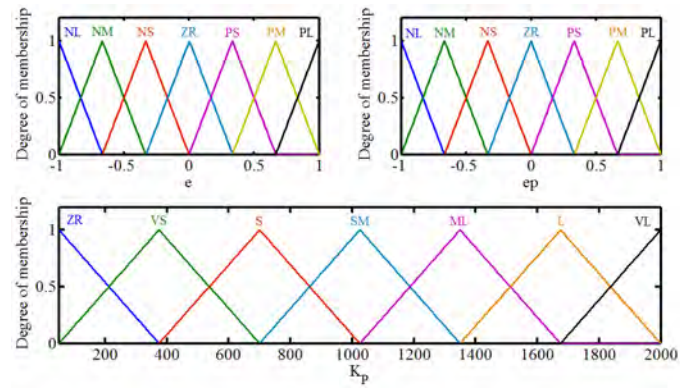 NL NM NS ZR PS PM PL
1
0.5
0
Degree of membership
-1 -0.5 0 0.5 1
e
NL NM NS ZR PS PM PL
1
0.5
0
Degree of membership
-1 -0.5 0 0.5 1
ep
ZR VS S SM ML L VL
1
0.5
0
Degree of membership
200 400 600 800 1000 1200 1400 1600 1800 2000
Kp